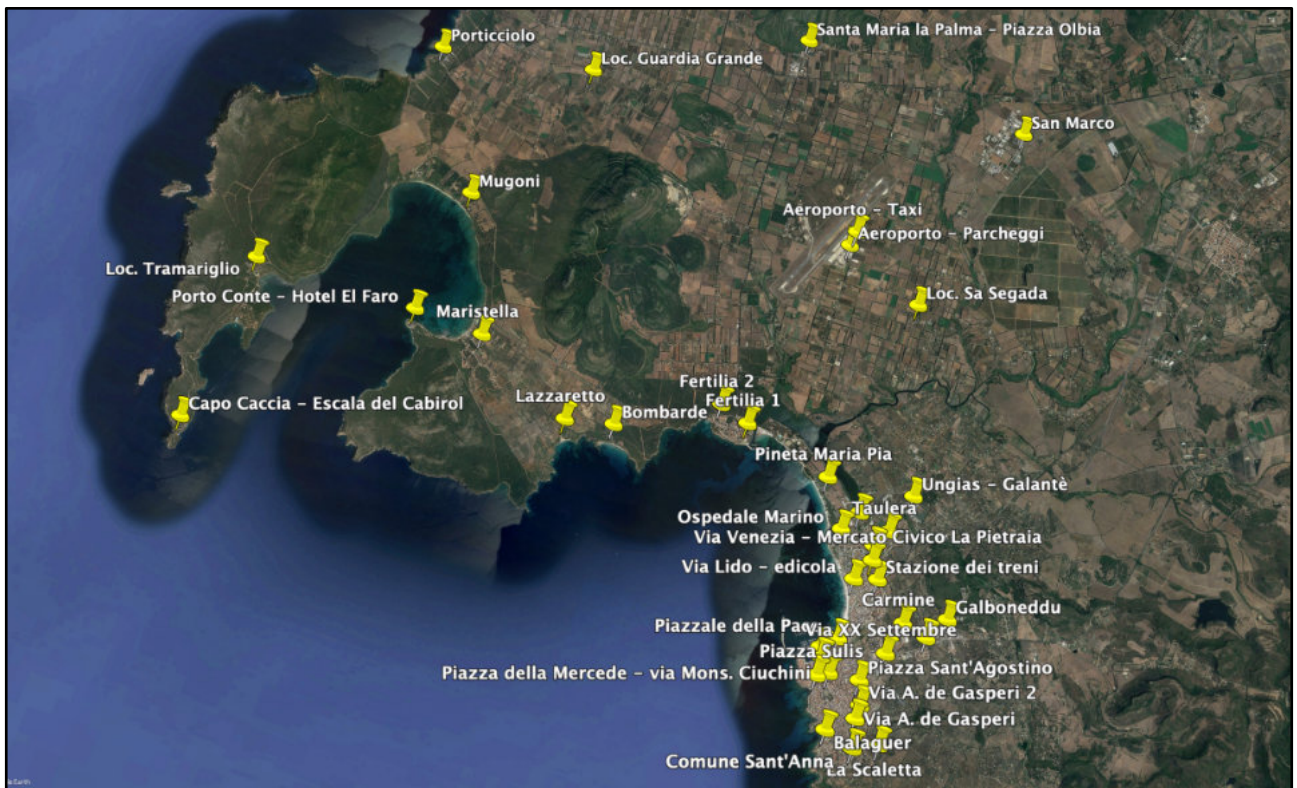 Santa Maria la Palma - Piazza Olbia
Porticciolo
Loc. Guardia Grande
San Marco
Mugoni
Aeroporto - Taxi
Aeroporto - Parcheggi
Loc. Tramariglio
Porto Conte - Hotel El Faro
Loc. Sa Segada
Maristella
Fertilia 2
Lazzaretto
Fertilia 1
Capo Caccia - Escala del Cabirol
Bombarde
Pineta Maria Pia
Ungias - Galantè
Taulera
Ospedale Marino
Via Venezia - Mercato Civico La Pietraia
Via Lido - edicola
Stazione dei treni
Carmine
Galboneddu
Piazzale della Pace
Via XX Settembre
Piazza Sulis
Piazza Sant'Agostino
Piazza della Mercede - via Mons. Ciuchini
Via A. de Gasperi 2
Via A. de Gasperi
Balaguer
Comune Sant'Anna
La Scaletta